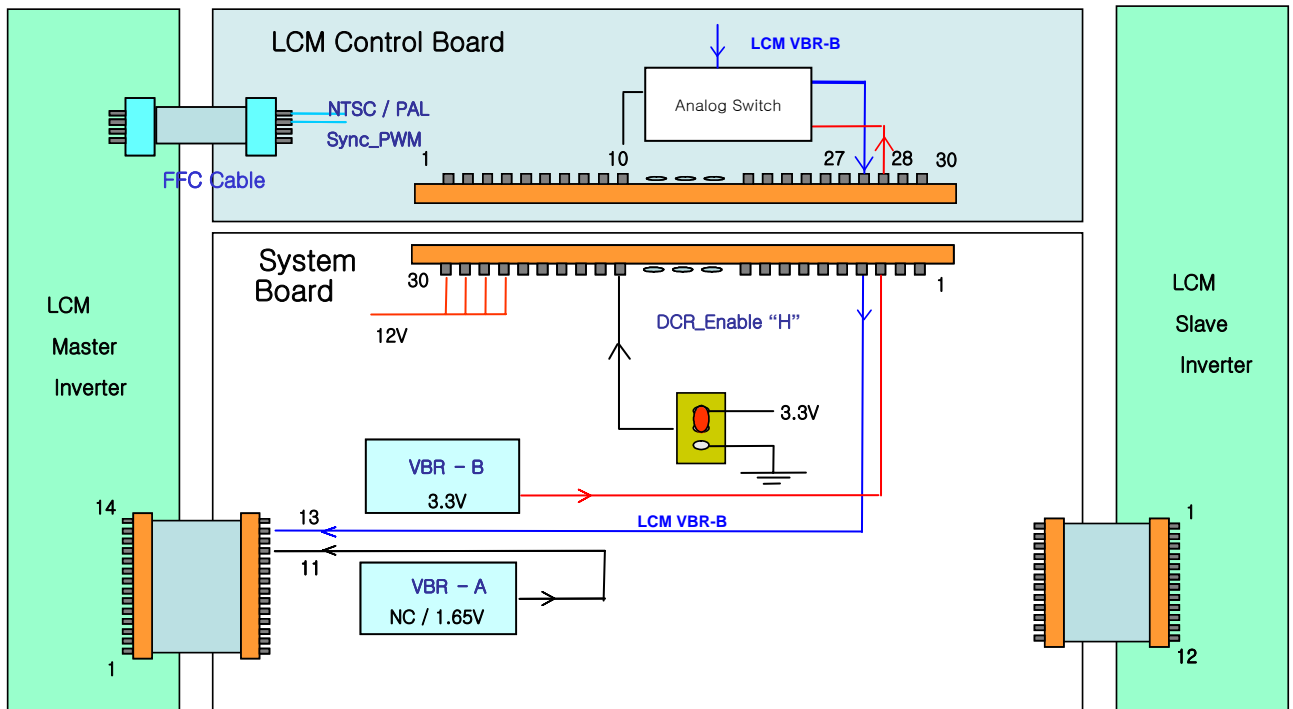 LCM Control Board
LCM VBR-B
Analog Switch
NTSC / PAL
Sync_PWM
FFC Cable
1
10
27
28
30
System
Board
30
1
12V
DCR_Enable “H”
3.3V
LCM
Master
Inverter
LCM
Slave
Inverter
VBR - B
3.3V
LCM VBR-B
14
13
11
1
VBR - A
NC / 1.65V
1
12